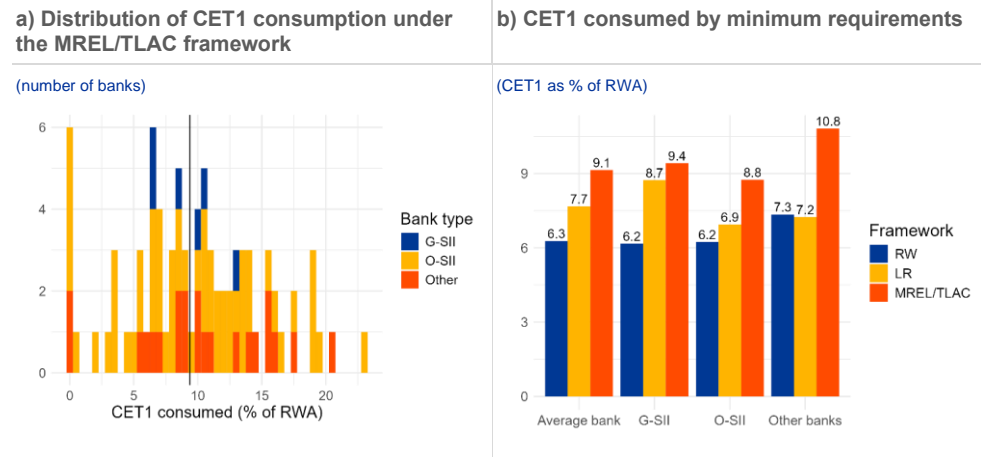 a) Distribution of CET1 consumption under
the MREL/TLAC framework
(number of banks)
6
4
2
0
0 5 10 15 20
CET1 consumed (% of RWA)
Bank type
G-SII
O-SII
Other
b) CET1 consumed by minimum requirements
(CET1 as % of RWA)
9
6
3
0
6.3 7.7 9.1 6.2 8.7 9.4 6.2 6.9 8.8 7.3 7.2 10.8
Average bank G-SII O-SII Other banks
Framework
RW
LR
MREL/TLAC